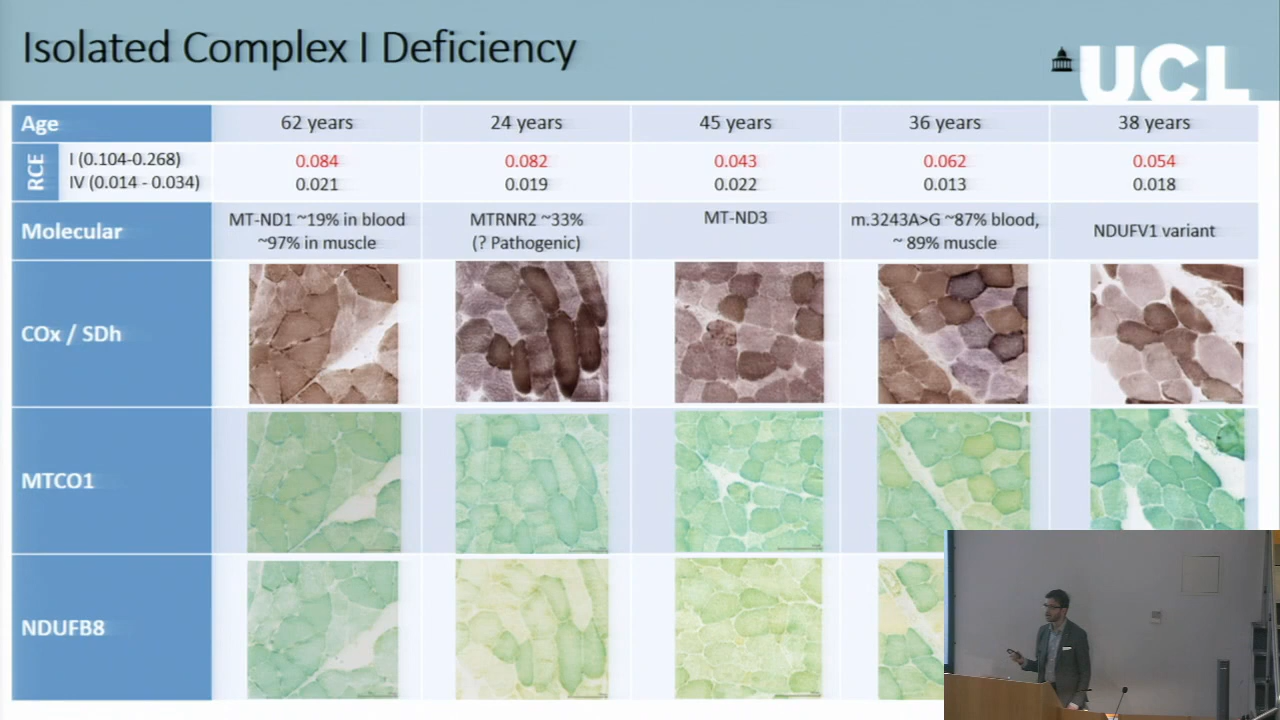 Isolated Complex I Deficiency
UCL
Age
62 years
24 years
45 years
36 years
38 years
RCE
I (0.104-0.268)
IV (0.014 - 0.034)
0.084
0.021
0.082
0.019
0.043
0.022
0.062
0.013
0.054
0.018
Molecular
MT-ND1 ~19% in blood
~97% in muscle
MTRNR2 ~33%
(? Pathogenic)
MT-ND3
m.3243A>G ~87% blood,
~ 89% muscle
NDUFV1 variant
COx / SDh
MTCO1
NDUFB8